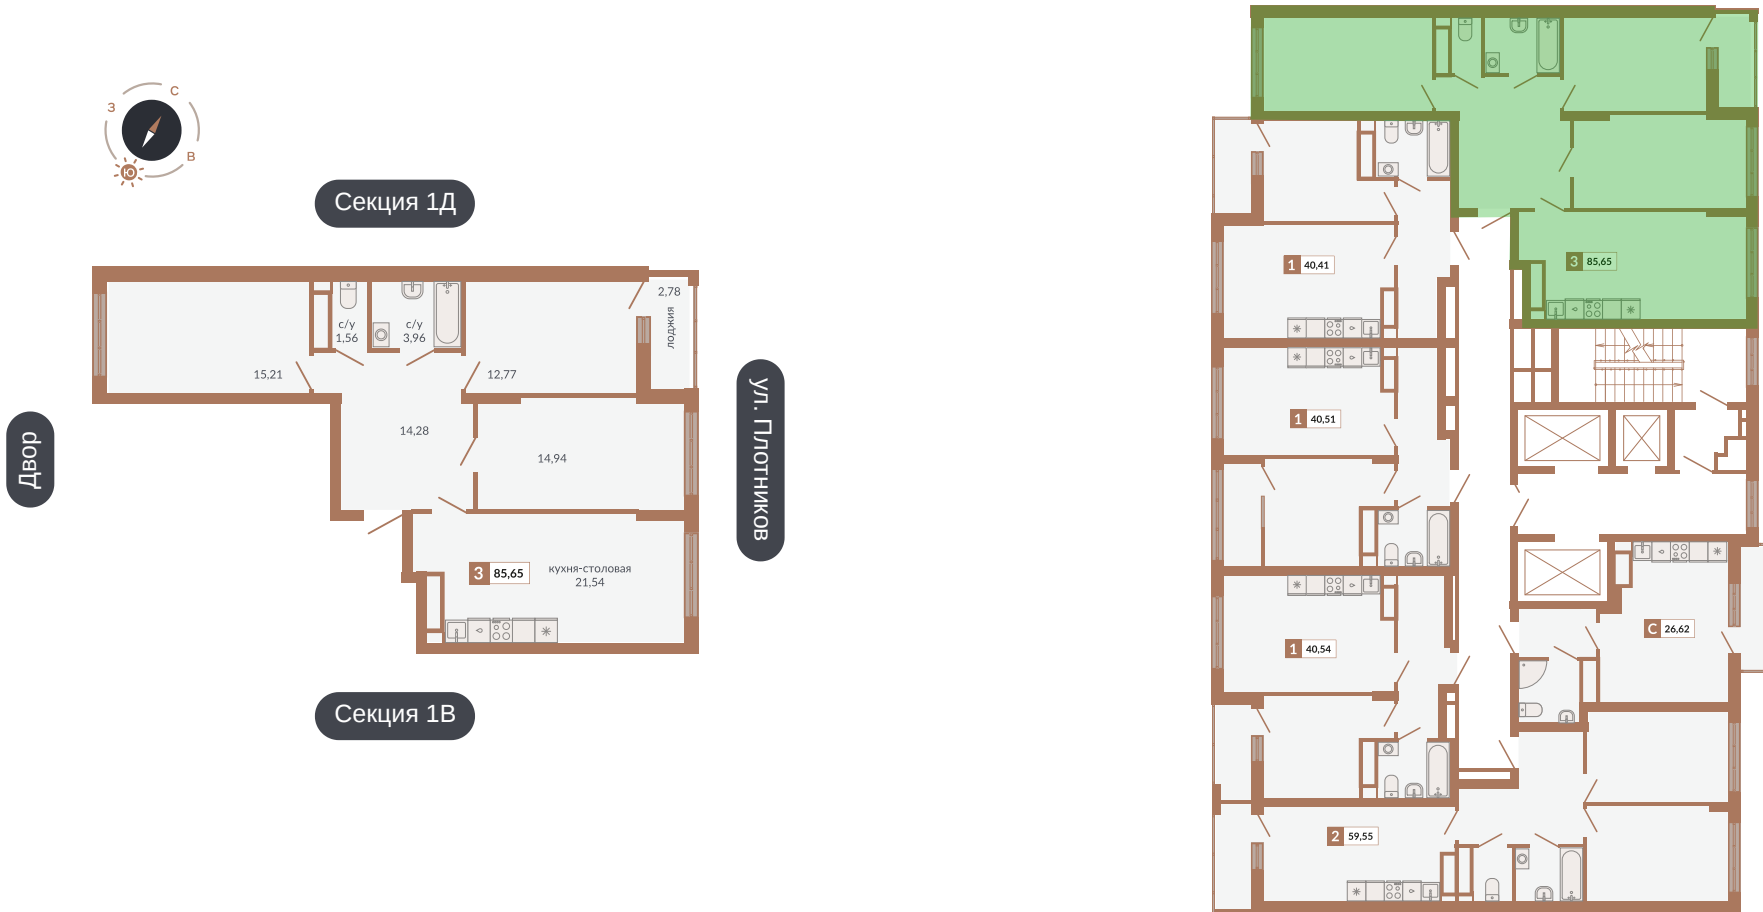 С
З
В
Ю
Секция 1Д
2,78
лоджия
с/у
1,56
с/у
3,96
15,21
12,77
14,28
14,94
Двор
ул. Плотников
3 85,65
кухня-столовая
21,54
Секция 1В
3 85,65
1 40,41
1 40,51
С 26,62
1 40,54
2 59,55